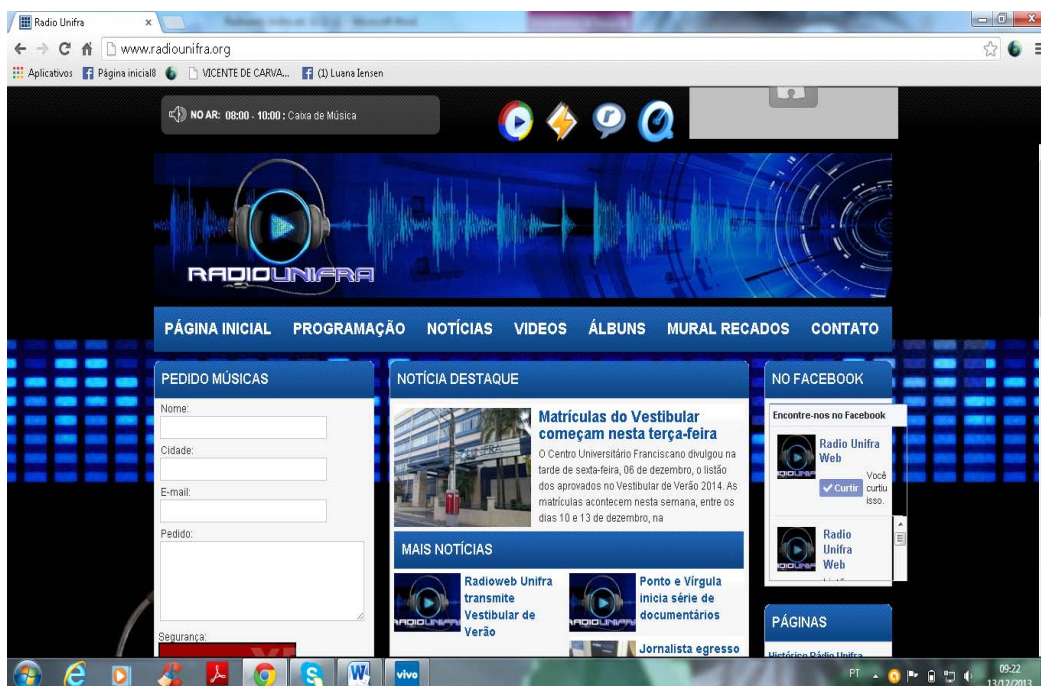 Radio Unifra
www.radiounifra.org
Aplicativos Página inicial8 VICENTE DE CARVA... (1) Luana Iensen
NO AR: 08:00 - 10:00 : Caixa de Música
RADIOUNIFRA
PÁGINA INICIAL PROGRAMAÇÃO NOTÍCIAS VIDEOS ÁLBUNS MURAL RECADOS CONTATO
PEDIDO MÚSICAS
Nome:
Cidade:
E-mail:
Pedido:
Segurança:
NOTÍCIA DESTAQUE
Matrículas do Vestibular
começam nesta terça-feira
O Centro Universitário Franciscano divulgou na
tarde de sexta-feira, 06 de dezembro, o listão
dos aprovados no Vestibular de Verão 2014. As
matrículas acontecem nesta semana, entre os
dias 10 e 13 de dezembro, na
MAIS NOTÍCIAS
Radioweb Unifra
transmite
Vestibular de
Verão
Ponto e Vírgula
inicia série de
documentários
Jornalista egresso
NO FACEBOOK
Encontre-nos no Facebook
Radio Unifra
Web
Curtir
Você
curtiu
isso.
Radio
Unifra
Web
PÁGINAS
Histórico Rádio Unifra
vivo
PT
09:22
13/12/2013